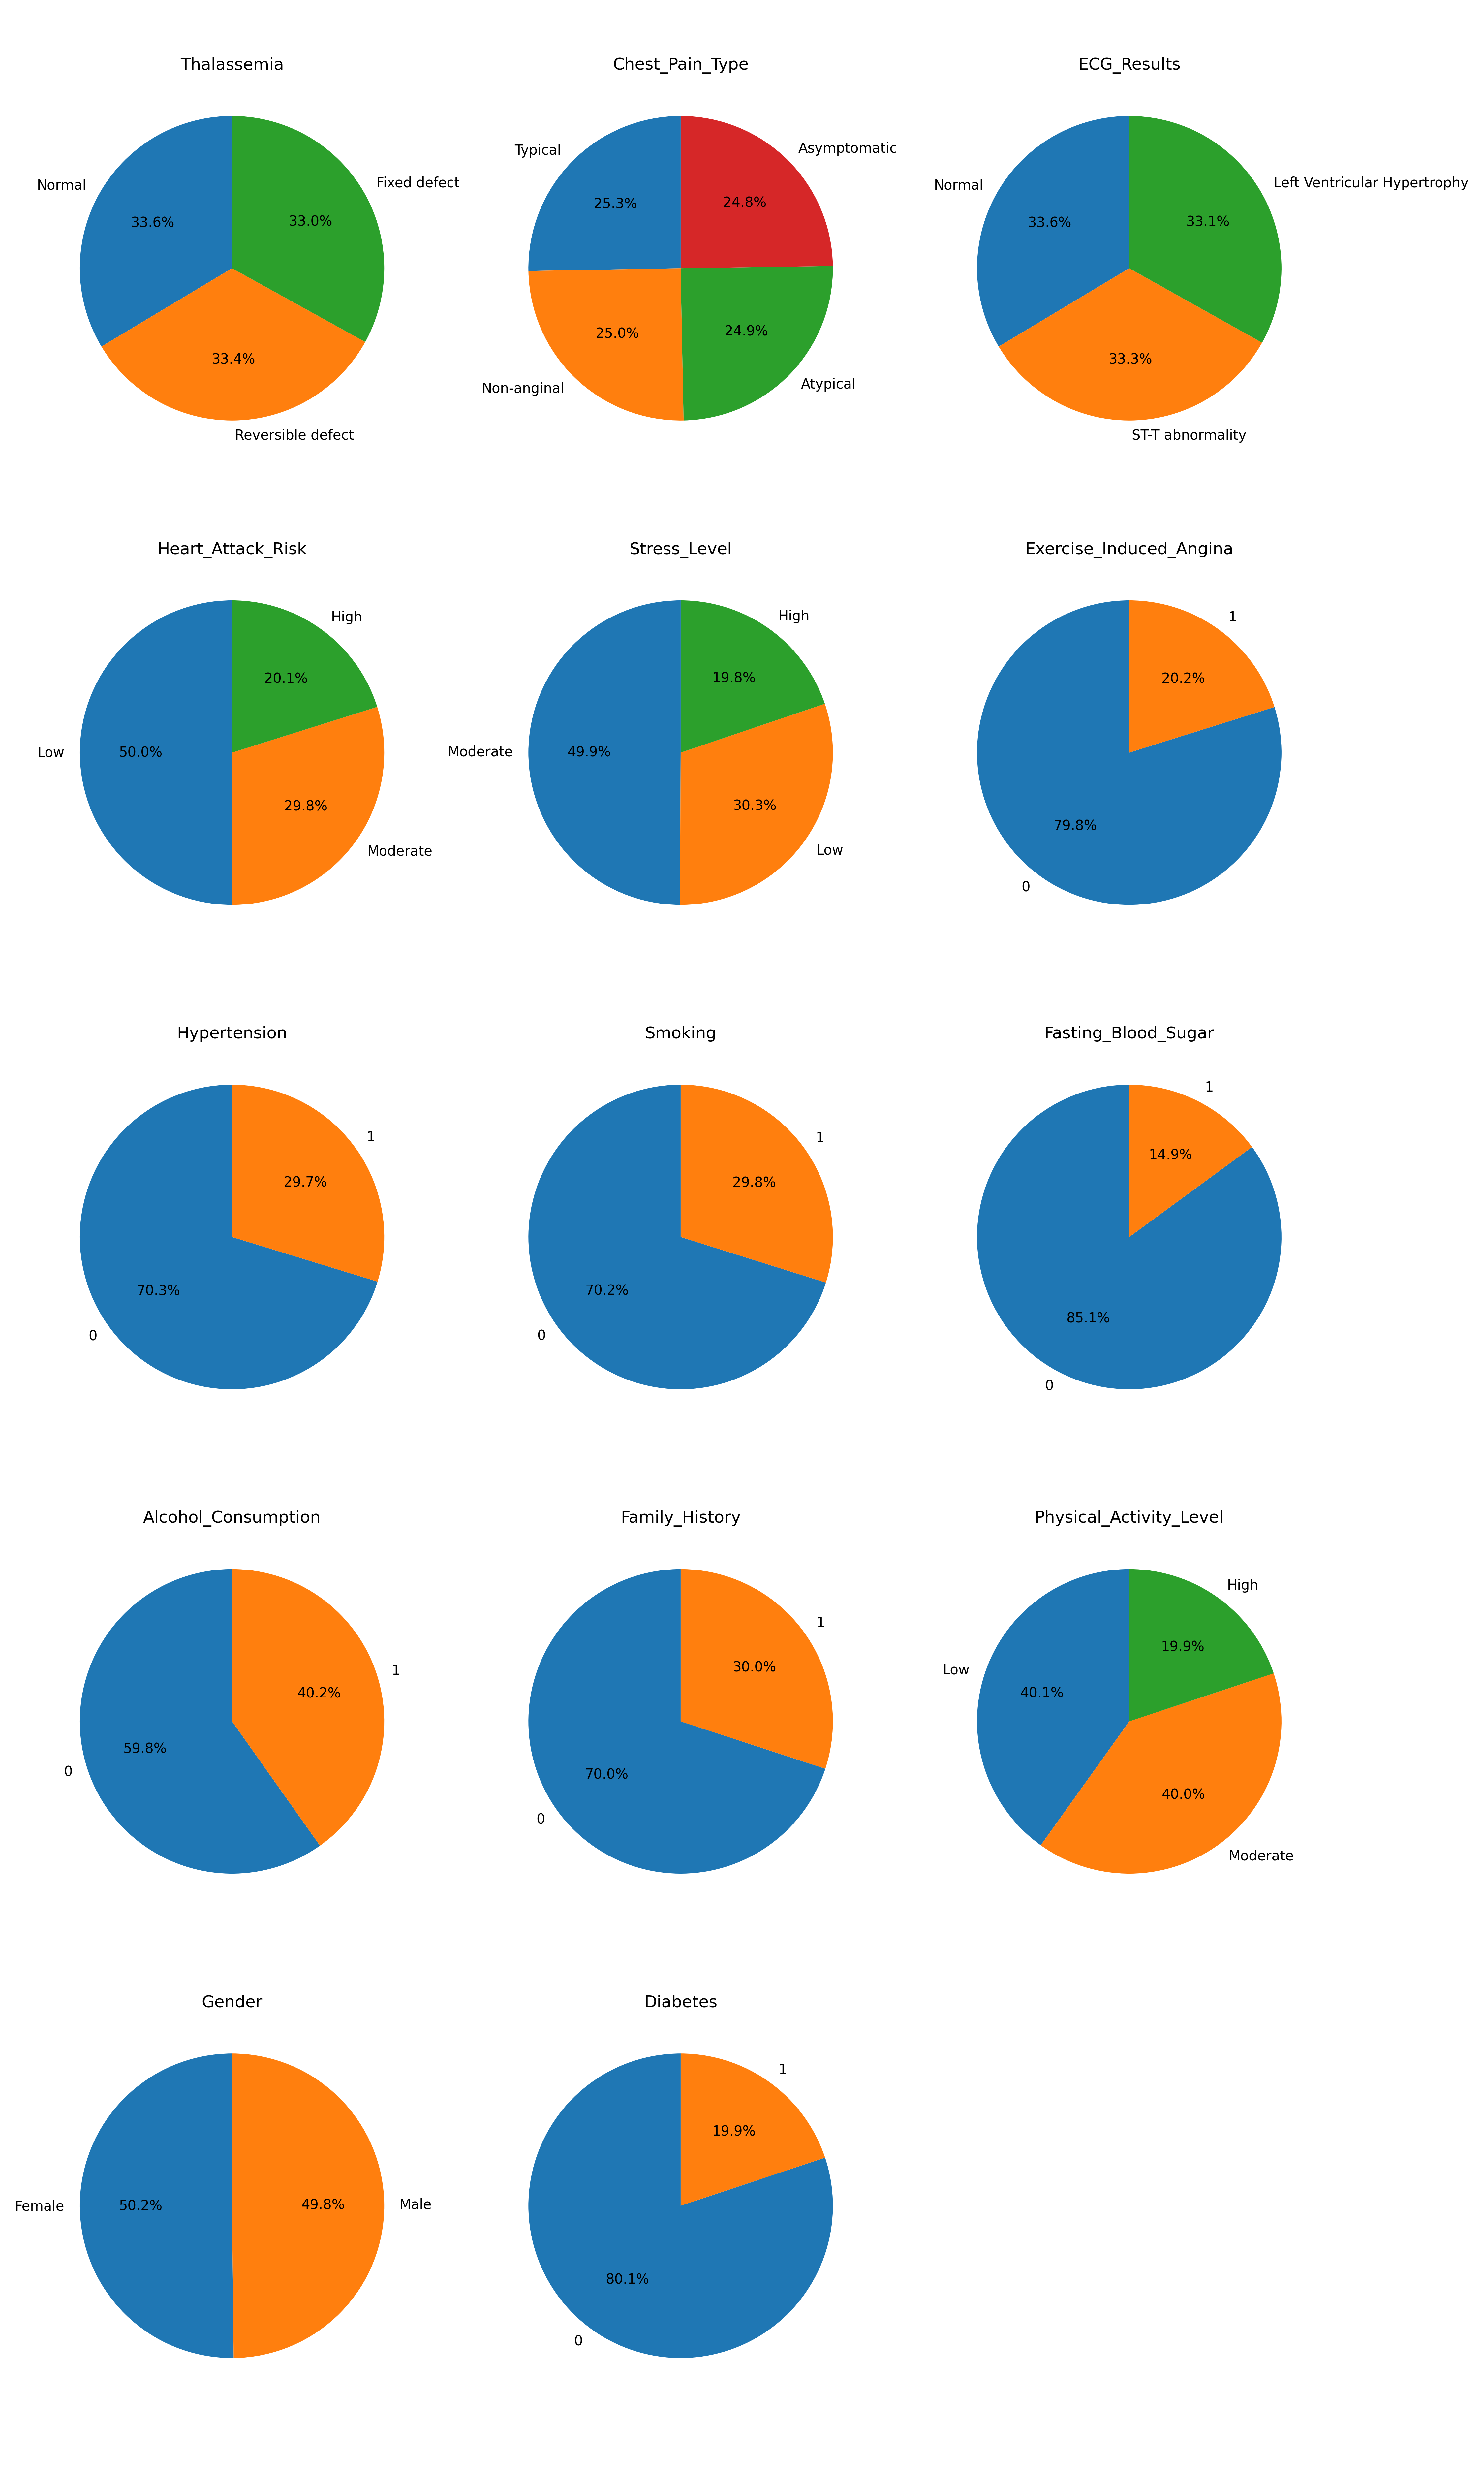 Thalassemia
Normal
33.6%
Fixed defect
33.0%
33.4%
Reversible defect
Chest_Pain_Type
Typical
25.3%
Asymptomatic
24.8%
Non-anginal
25.0%
24.9%
Atypical
ECG_Results
Normal
33.6%
Left Ventricular Hypertrophy
33.1%
33.3%
ST-T abnormality
Heart_Attack_Risk
High
20.1%
Low
50.0%
29.8%
Moderate
Stress_Level
High
19.8%
Moderate
49.9%
30.3%
Low
Exercise_Induced_Angina
1
20.2%
79.8%
0
Hypertension
1
29.7%
70.3%
0
Smoking
1
29.8%
70.2%
0
Fasting_Blood_Sugar
1
14.9%
85.1%
0
Alcohol_Consumption
1
40.2%
59.8%
0
Family_History
1
30.0%
70.0%
0
Physical_Activity_Level
High
19.9%
Low
40.1%
40.0%
Moderate
Gender
Female
50.2%
49.8%
Male
Diabetes
1
19.9%
80.1%
0